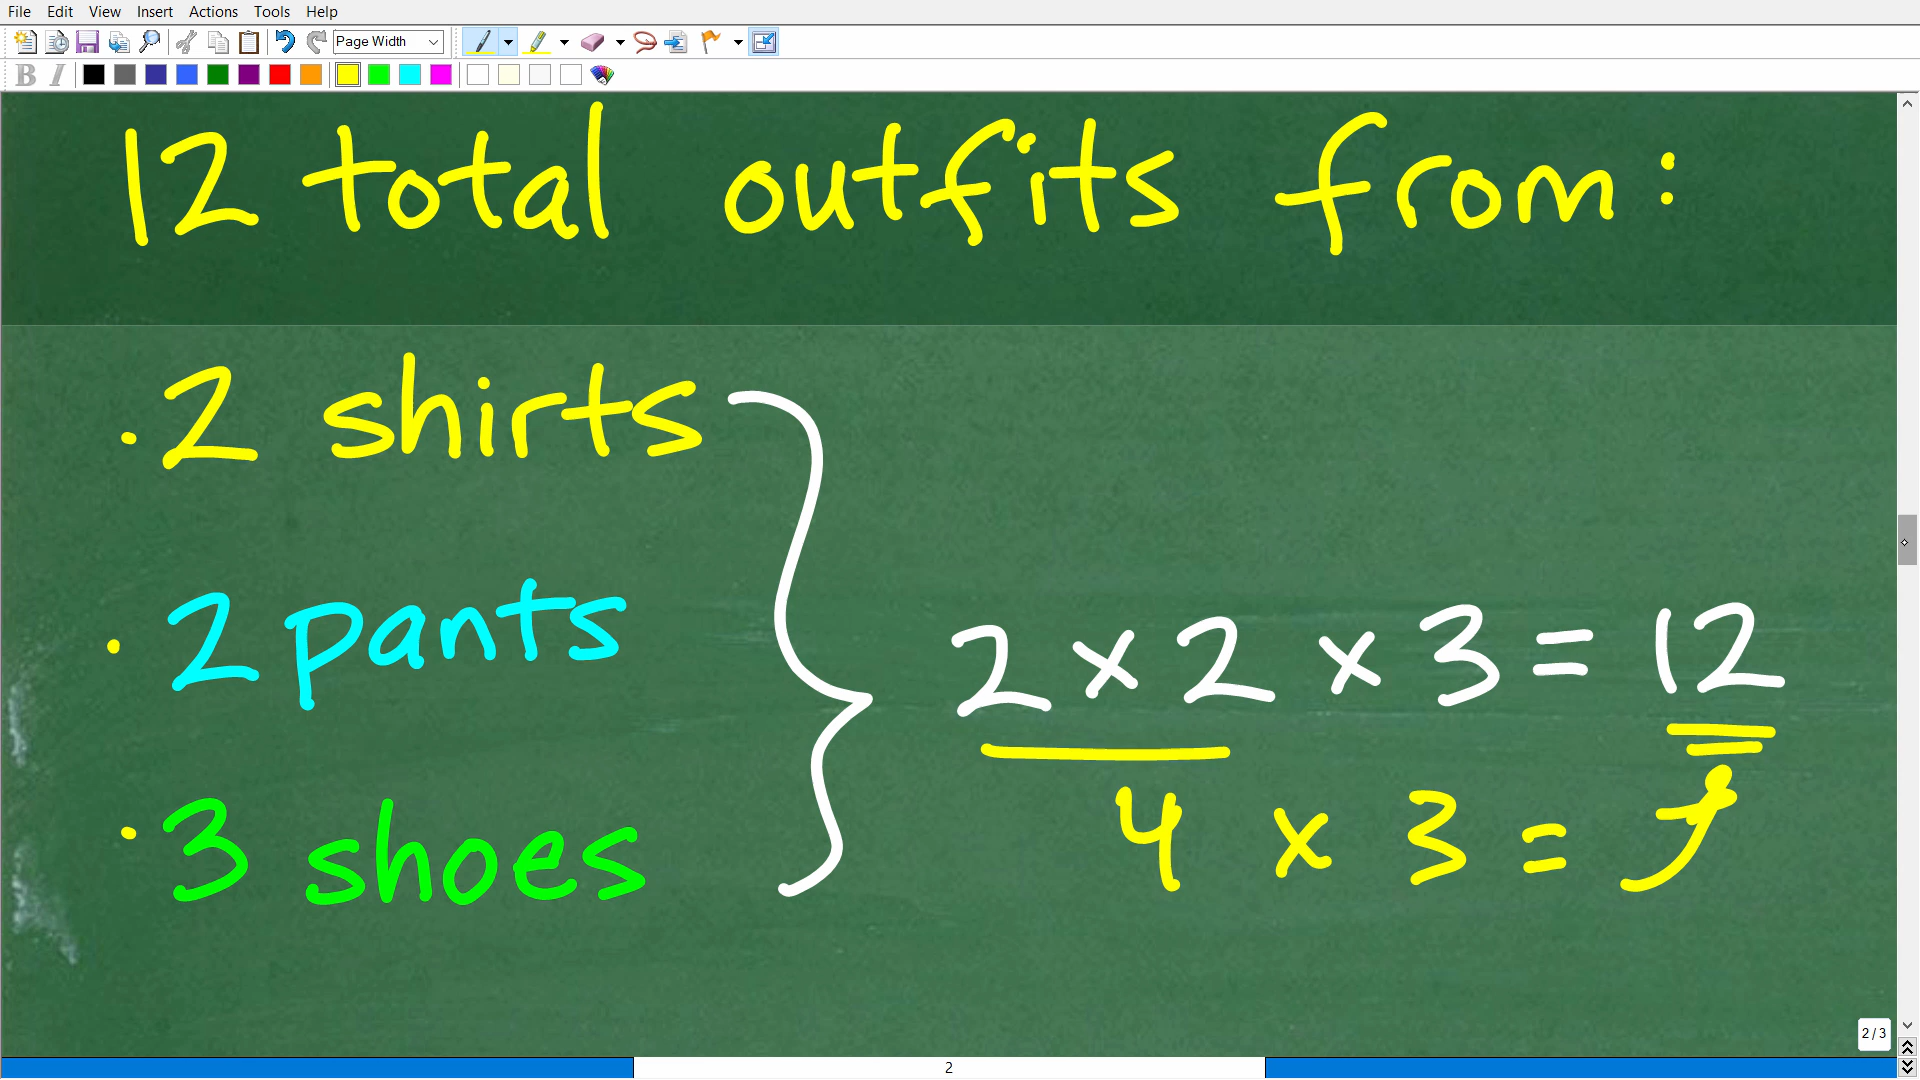 File Edit View Insert Actions Tools Help
Page Width
B I
12 total outfits from:
· 2 shirts
· 2 pants
· 3 shoes
2 x 2 x 3 = 12
4 x 3 =
2 / 3
2